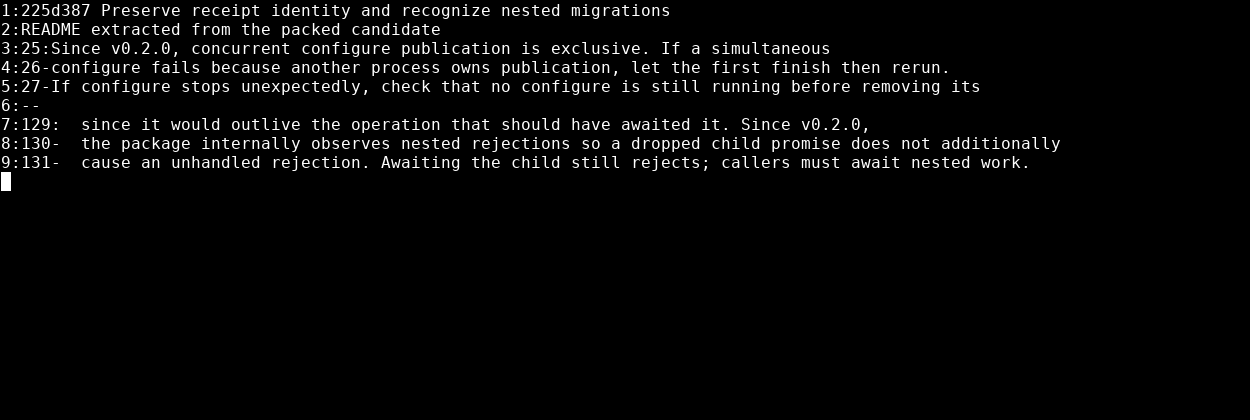 1:225d387 Preserve receipt identity and recognize nested migrations
2:README extracted from the packed candidate
3:25:Since v0.2.0, concurrent configure publication is exclusive. If a simultaneous
4:26-configure fails because another process owns publication, let the first finish then rerun.
5:27-If configure stops unexpectedly, check that no configure is still running before removing its
6:--
7:129:  since it would outlive the operation that should have awaited it. Since v0.2.0,
8:130-  the package internally observes nested rejections so a dropped child promise does not additionally
9:131-  cause an unhandled rejection. Awaiting the child still rejects; callers must await nested work.